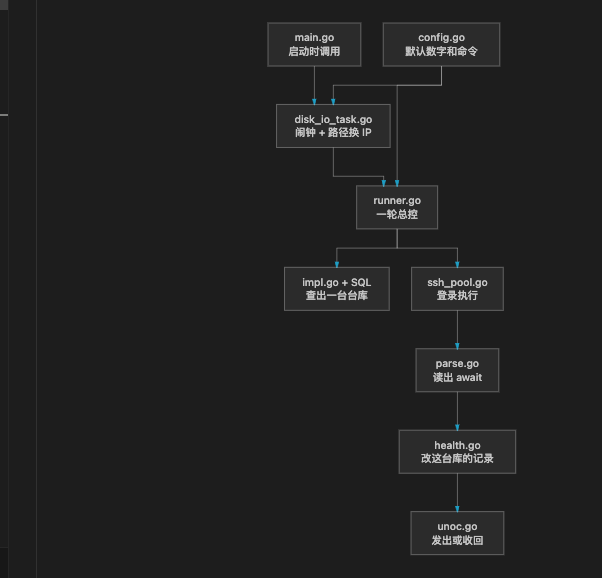 main.go
启动时调用
config.go
默认数字和命令
disk_io_task.go
闹钟 + 路径换 IP
runner.go
一轮总控
impl.go + SQL
查出一台台库
ssh_pool.go
登录执行
parse.go
读出 await
health.go
改这台库的记录
unoc.go
发出或收回